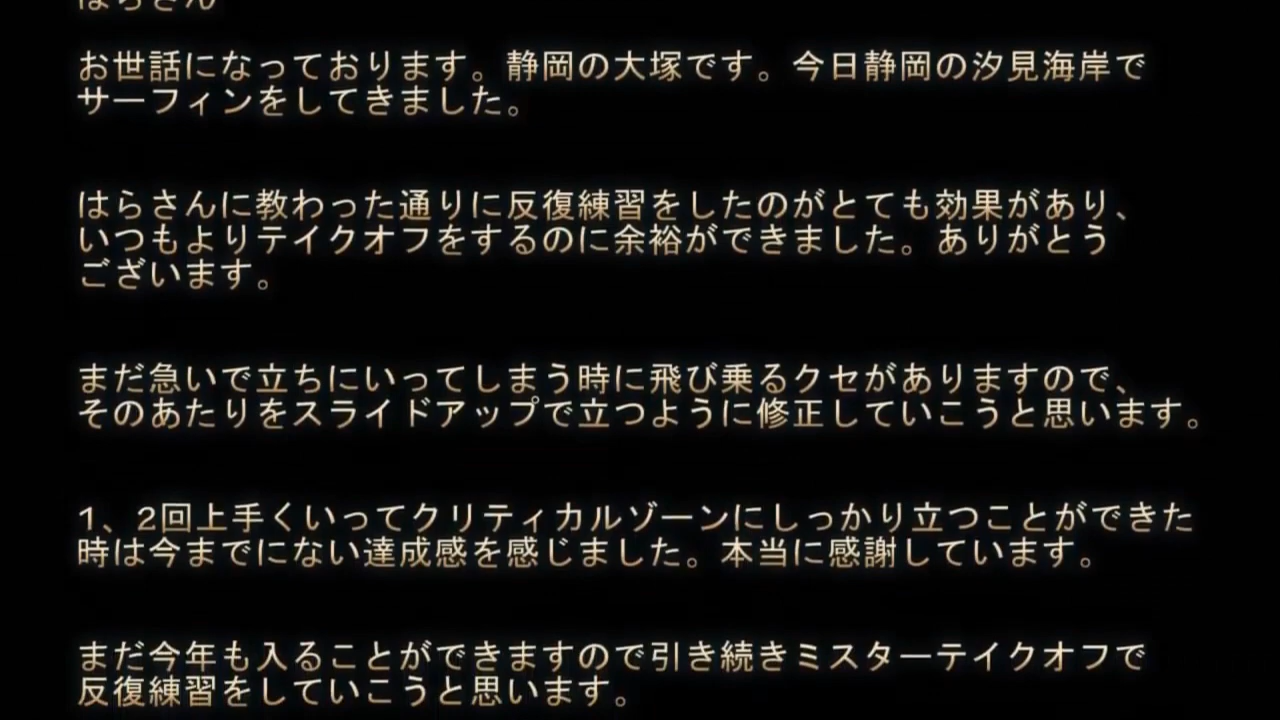 はらさん
お世話になっております。静岡の大塚です。今日静岡の汐見海岸で
サーフィンをしてきました。
はらさんに教わった通りに反復練習をしたのがとても効果があり、
いつもよりテイクオフをするのに余裕ができました。ありがとう
ございます。
まだ急いで立ちにいってしまう時に飛び乗るクセがありますので、
そのあたりをスライドアップで立つように修正していこうと思います。
1、2回上手くいってクリティカルゾーンにしっかり立つことができた
時は今までにない達成感を感じました。本当に感謝しています。
まだ今年も入ることができますので引き続きミスターテイクオフで
反復練習をしていこうと思います。